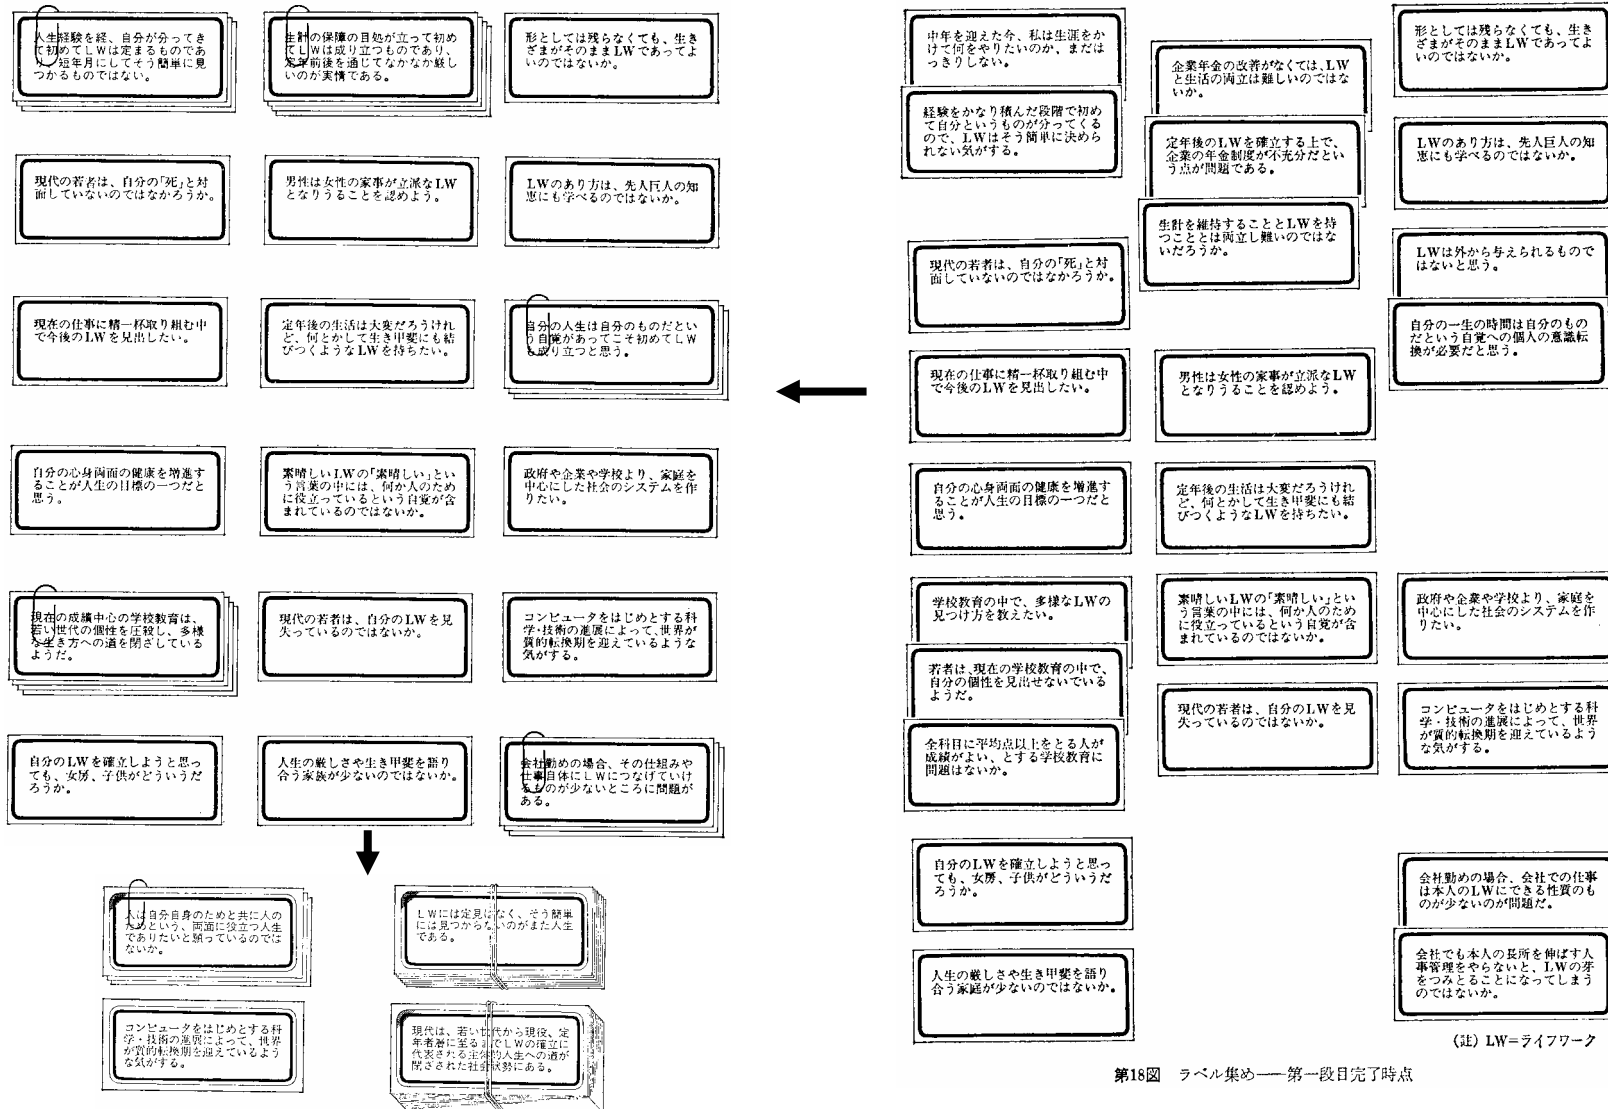 人生経験を経、自分が分ってき
て初めてLWは定まるものであ
り、短年月にしてそう簡単に見
つかるものではない。
生計の保障の目処が立って初め
てLWは成り立つものであり、
定年前後を通じてなかなか厳し
いのが実情である。
形としては残らなくても、生き
ざまがそのままLWであってよ
いのではないか。
現代の若者は、自分の「死」と対
面していないのではなかろうか。
男性は女性の家事が立派なLW
となりうることを認めよう。
LWのあり方は、先人巨人の知
恵にも学べるのではないか。
現在の仕事に精一杯取り組む中
で今後のLWを見出したい。
定年後の生活は大変だろうけれ
ど、何とかして生き甲斐にも結
びつくようなLWを持ちたい。
自分の人生は自分のものだとい
う自覚があってこそ初めてLW
も成り立つと思う。
自分の心身両面の健康を増進す
ることが人生の目標の一つだと
思う。
素晴しいLWの「素晴しい」とい
う言葉の中には、何か人のため
に役立っているという自覚が含
まれているのではないか。
政府や企業や学校より、家庭を
中心にした社会のシステムを作
りたい。
現在の成績中心の学校教育は、
若い世代の個性を圧殺し、多様
な生き方への道を閉ざしている
ようだ。
現代の若者は、自分のLWを見
失っているのではないか。
コンピュータをはじめとする科
学・技術の進展によって、世界が
質的転換期を迎えているような
気がする。
自分のLWを確立しようと思っ
ても、女房、子供がどういうだ
ろうか。
人生の厳しさや生き甲斐を語り
合う家族が少ないのではないか。
会社勤めの場合、その仕組みや
仕事自体にLWにつなげていけ
るものが少ないところに問題が
ある。
人は自分自身のためと共に人の
ためという、両面に役立つ人生
でありたいと願っているのでは
ないか。
LWには定見はなく、そう簡単
には見つからないのがまた人生
である。
コンピュータをはじめとする科
学・技術の進展によって、世界
が質的転換期を迎えているよう
な気がする。
現代は、若い世代から現役、定
年者層に至るまでLWの確立に
代表される主体的人生への道が
閉ざされた社会状勢にある。
中年を迎えた今、私は生涯をか
けて何をやりたいのか、まだは
っきりしない。
経験をかなり積んだ段階で初め
て自分というものが分ってくる
ので、LWはそう簡単に決めら
れない気がする。
企業年金の改善がなくては、LW
と生活の両立は難しいのではな
いか。
定年後のLWを確立する上で、
企業の年金制度が不充分だとい
う点が問題である。
生計を維持することとLWを持
つこととは両立し難いのではな
いだろうか。
形としては残らなくても、生き
ざまがそのままLWであってよ
いのではないか。
LWのあり方は、先人巨人の知
恵にも学べるのではないか。
LWは外から与えられるもので
はないと思う。
自分の一生の時間は自分のもの
だという自覚への個人の意識転
換が必要だと思う。
現代の若者は、自分の「死」と対
面していないのではなかろうか。
現在の仕事に精一杯取り組む中
で今後のLWを見出したい。
男性は女性の家事が立派なLW
となりうることを認めよう。
自分の心身両面の健康を増進す
ることが人生の目標の一つだと
思う。
定年後の生活は大変だろうけれ
ど、何とかして生き甲斐にも結
びつくようなLWを持ちたい。
学校教育の中で、多様なLWの
見つけ方を教えたい。
若者は、現在の学校教育の中で、
自分の個性を見出せないでいる
ようだ。
全科目に平均点以上をとる人が
成績がよい、とする学校教育に
問題はないか。
素晴しいLWの「素晴しい」とい
う言葉の中には、何か人のため
に役立っているという自覚が含
まれているのではないか。
政府や企業や学校より、家庭を
中心にした社会のシステムを作
りたい。
現代の若者は、自分のLWを見
失っているのではないか。
コンピュータをはじめとする科
学・技術の進展によって、世界
が質的転換期を迎えているよう
な気がする。
自分のLWを確立しようと思っ
ても、女房、子供がどういうだ
ろうか。
人生の厳しさや生き甲斐を語り
合う家庭が少ないのではないか。
会社勤めの場合、会社での仕事
は本人のLWにできる性質のも
のが少ないのが問題だ。
会社でも本人の長所を伸ばす人
事管理をやらないと、LWの芽
をつみとることになってしまう
のではないか。
(註) LW=ライフワーク
第18図 ラベル集め――第一段目完了時点